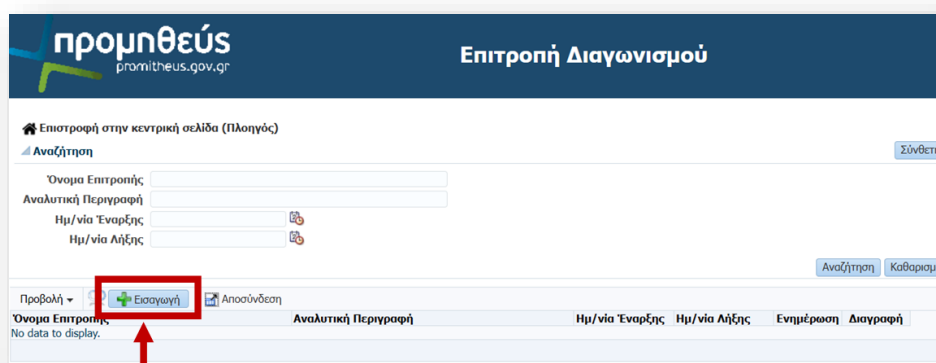 προμηθεύς
promitheus.gov.gr
Επιτροπή Διαγωνισμού
Επιστροφή στην κεντρική σελίδα (Πλοηγός)
Αναζήτηση
Όνομα Επιτροπής
Αναλυτική Περιγραφή
Ημ/νία Έναρξης
Ημ/νία Λήξης
Αναζήτηση
Προβολή Εισαγωγή Αποσύνδεση
Όνομα Επιτροπής Αναλυτική Περιγραφή Ημ/νία Έναρξης Ημ/νία Λήξης Ενημέρωση Διαγραφή
No data to display.